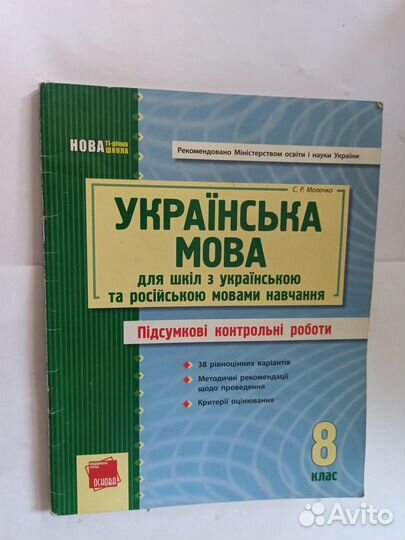 НОВА 11-річна
ШКОЛА
Рекомендовано Міністерством освіти і науки України
С. Р. Молочко
УКРАЇНСЬКА
МОВА
для шкіл з українською
та російською мовами навчання
Підсумкові контрольні роботи
38 рівноцінних варіантів
Методичні рекомендації
щодо проведення
Критерії оцінювання
8
клас
ОСНОВА
Avito